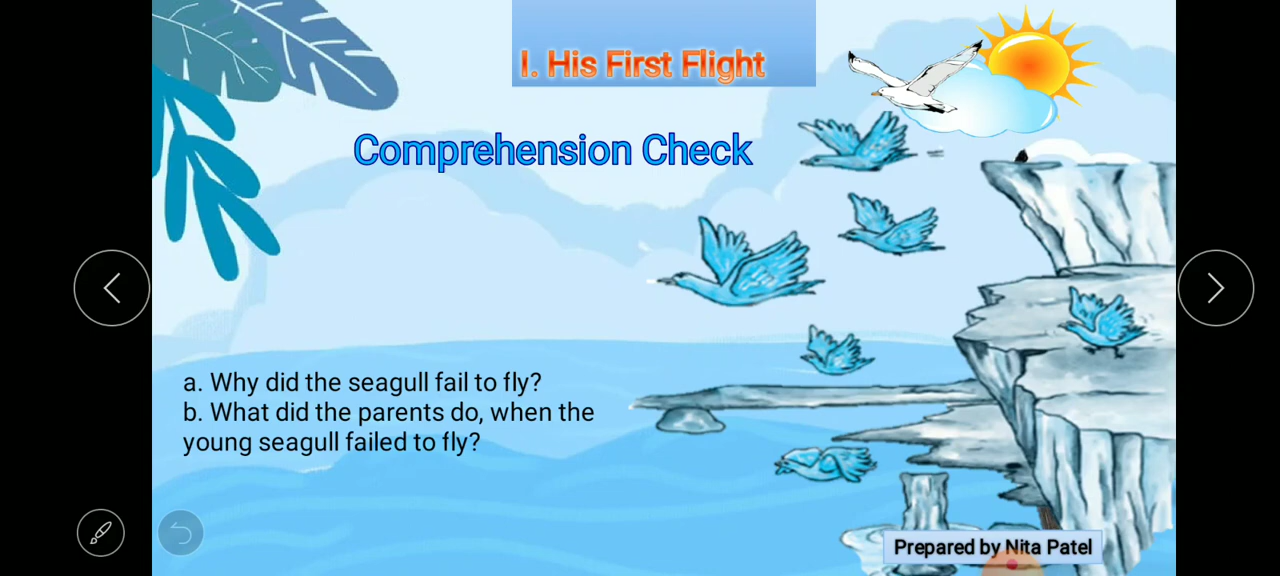 I. His First Flight
Comprehension Check
a. Why did the seagull fail to fly?
b. What did the parents do, when the
young seagull failed to fly?
Prepared by Nita Patel